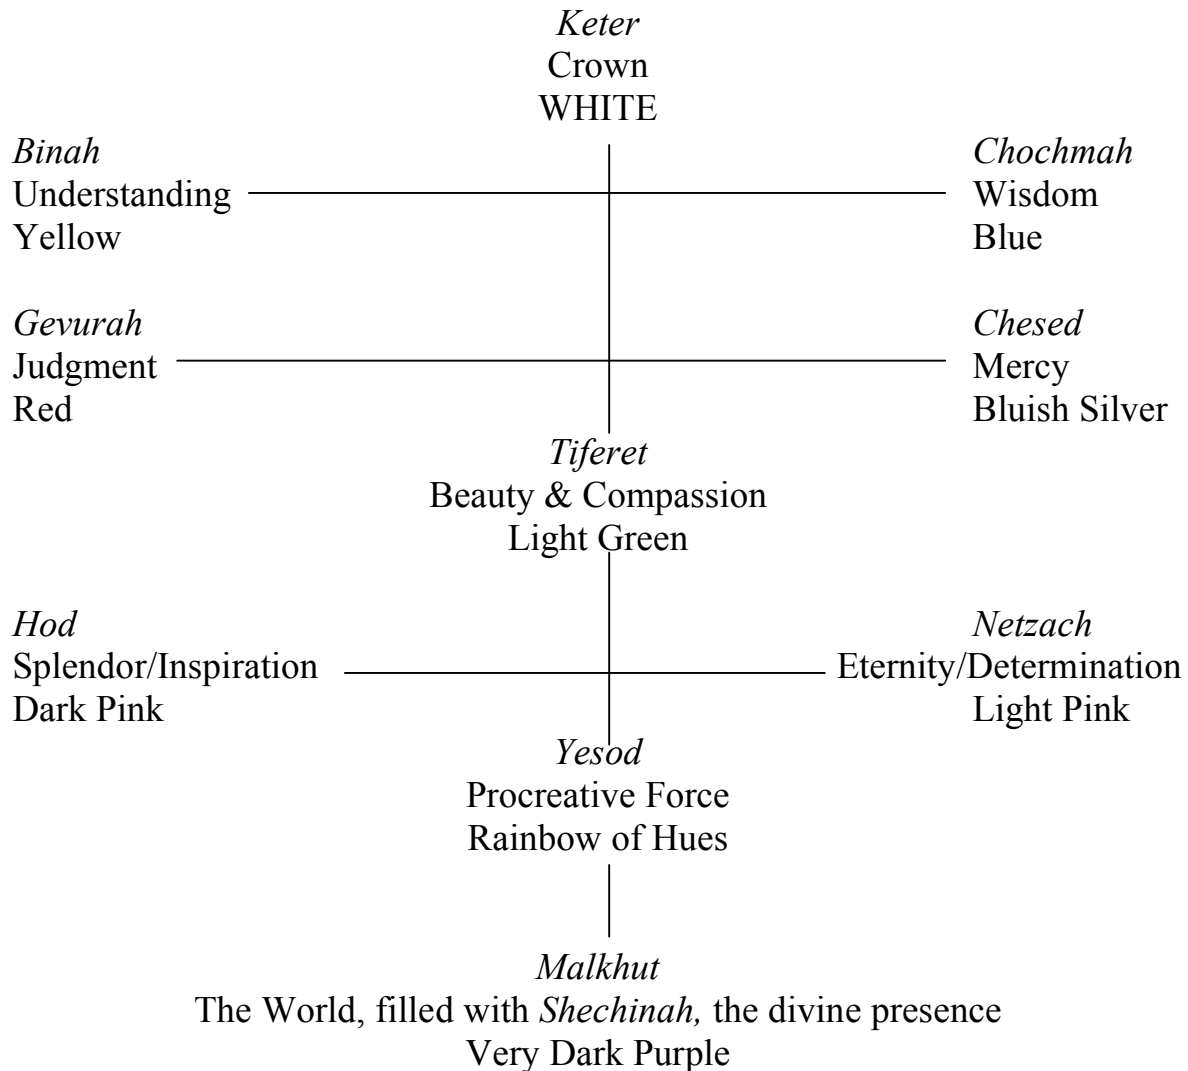 Keter
Crown
WHITE
Binah
Understanding
Yellow
Chochmah
Wisdom
Blue
Gevurah
Judgment
Red
Chesed
Mercy
Bluish Silver
Tiferet
Beauty & Compassion
Light Green
Hod
Splendor/Inspiration
Dark Pink
Netzach
Eternity/Determination
Light Pink
Yesod
Procreative Force
Rainbow of Hues
Malkhut
The World, filled with Shechinah, the divine presence
Very Dark Purple